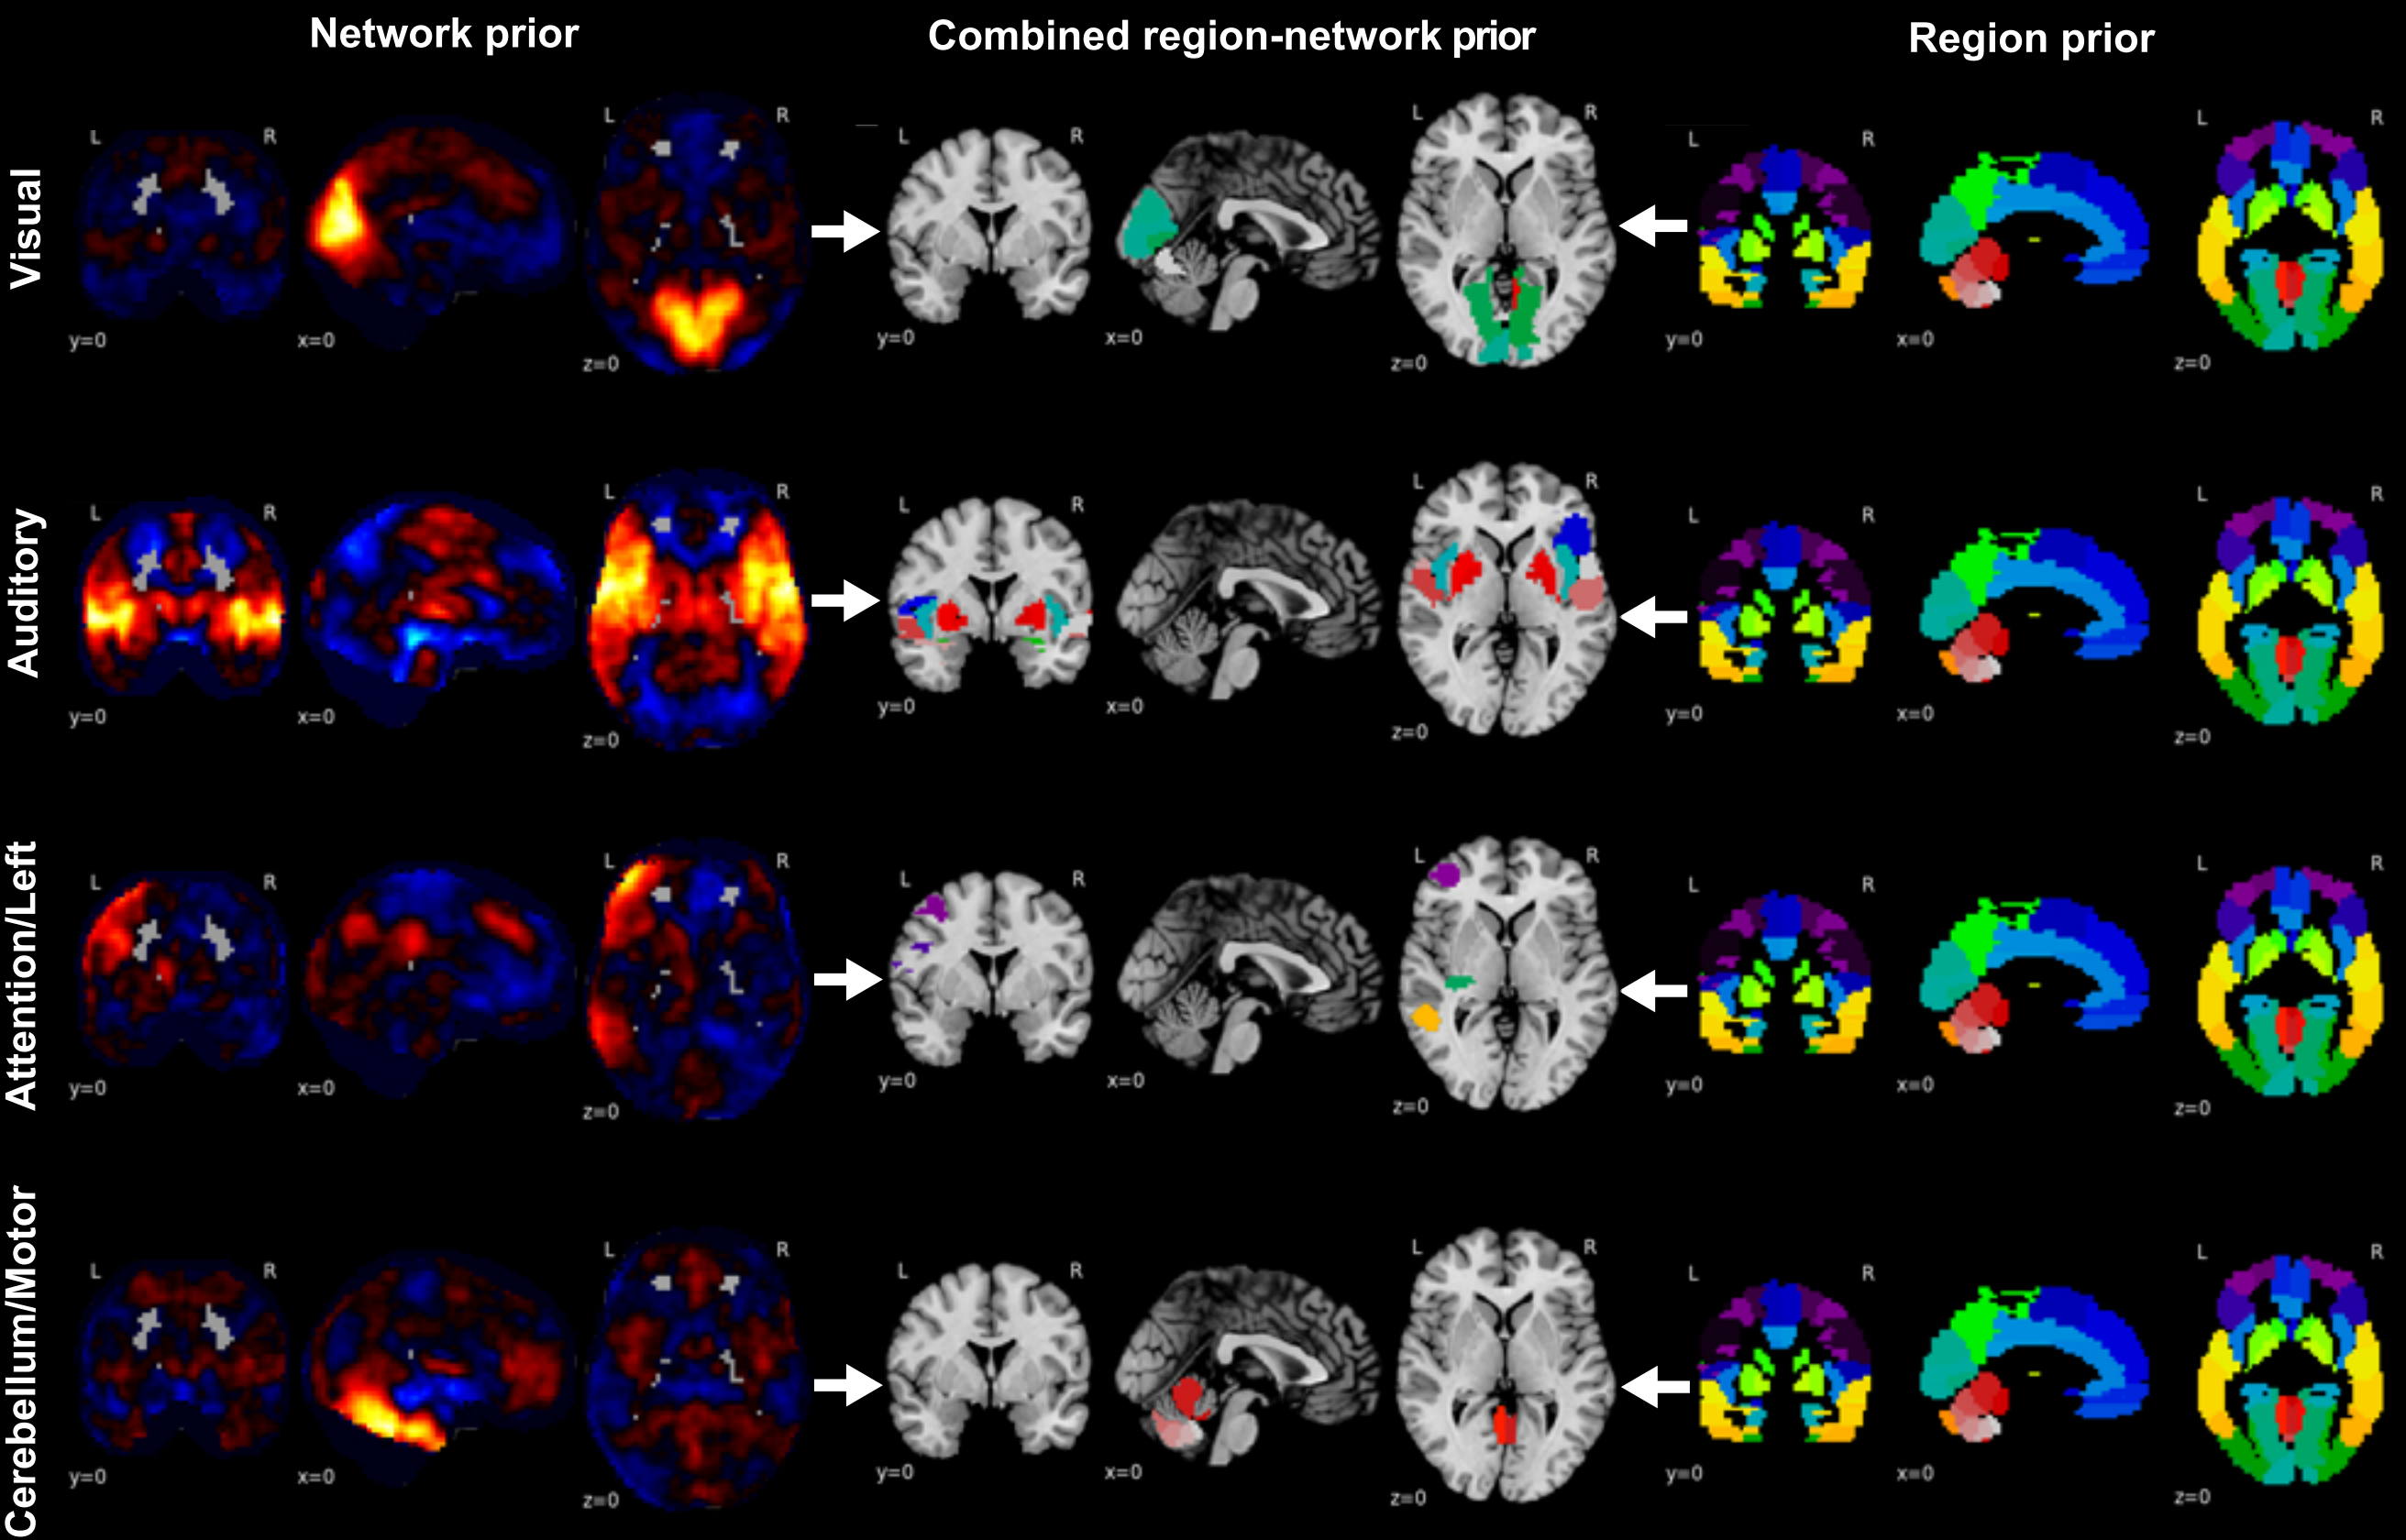 Network prior
Combined region-network prior
Region prior
Visual
L R L R L R L R L R L R
y=0 x=0 z=0 y=0 x=0 z=0 y=0 x=0 z=0
Auditory
L R L R L R L R L R L R
y=0 x=0 z=0 y=0 x=0 z=0 y=0 x=0 z=0
Attention/Left
L R L R L R L R L R L R
y=0 x=0 z=0 y=0 x=0 z=0 y=0 x=0 z=0
Cerebellum/Motor
L R L R L R L R L R L R
y=0 x=0 z=0 y=0 x=0 z=0 y=0 x=0 z=0